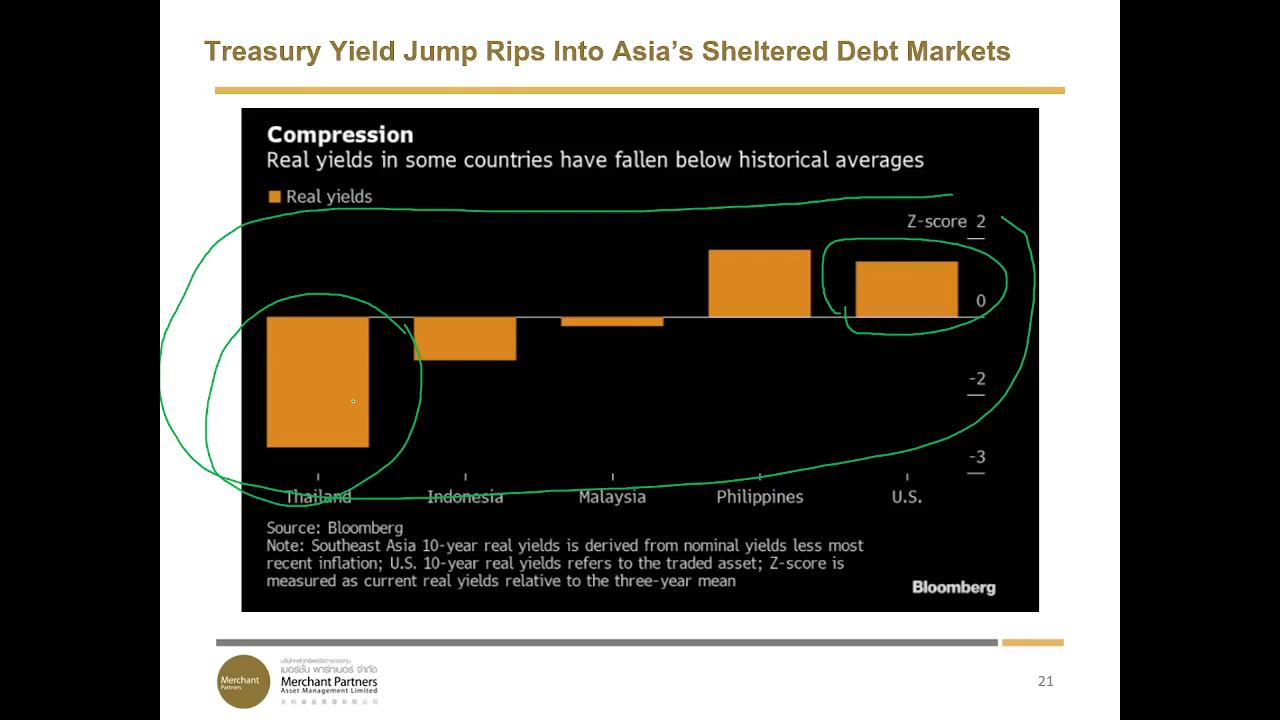 Treasury Yield Jump Rips Into Asia's Sheltered Debt Markets
Compression
Real yields in some countries have fallen below historical averages
Real yields
Z-score 2
0
-2
-3
Thailand
Indonesia
Malaysia
Philippines
U.S.
Source: Bloomberg
Note: Southeast Asia 10-year real yields is derived from nominal yields less most
recent inflation; U.S. 10-year real yields refers to the traded asset; Z-score is
measured as current real yields relative to the three-year mean
Bloomberg
Merchant
Partners
บริษัทหลักทรัพย์จัดการกองทุน
เมอร์ชั่น พาร์ทเนอร์ จำกัด
Merchant Partners
Asset Management Limited
21